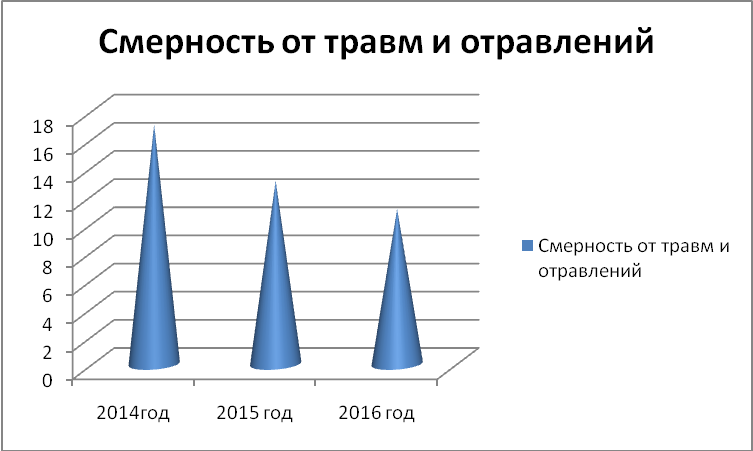 Смерность от травм и отравлений
18
16
14
12
10
8
6
4
2
0
2014год
2015 год
2016 год
Смерность от травм и
отравлений